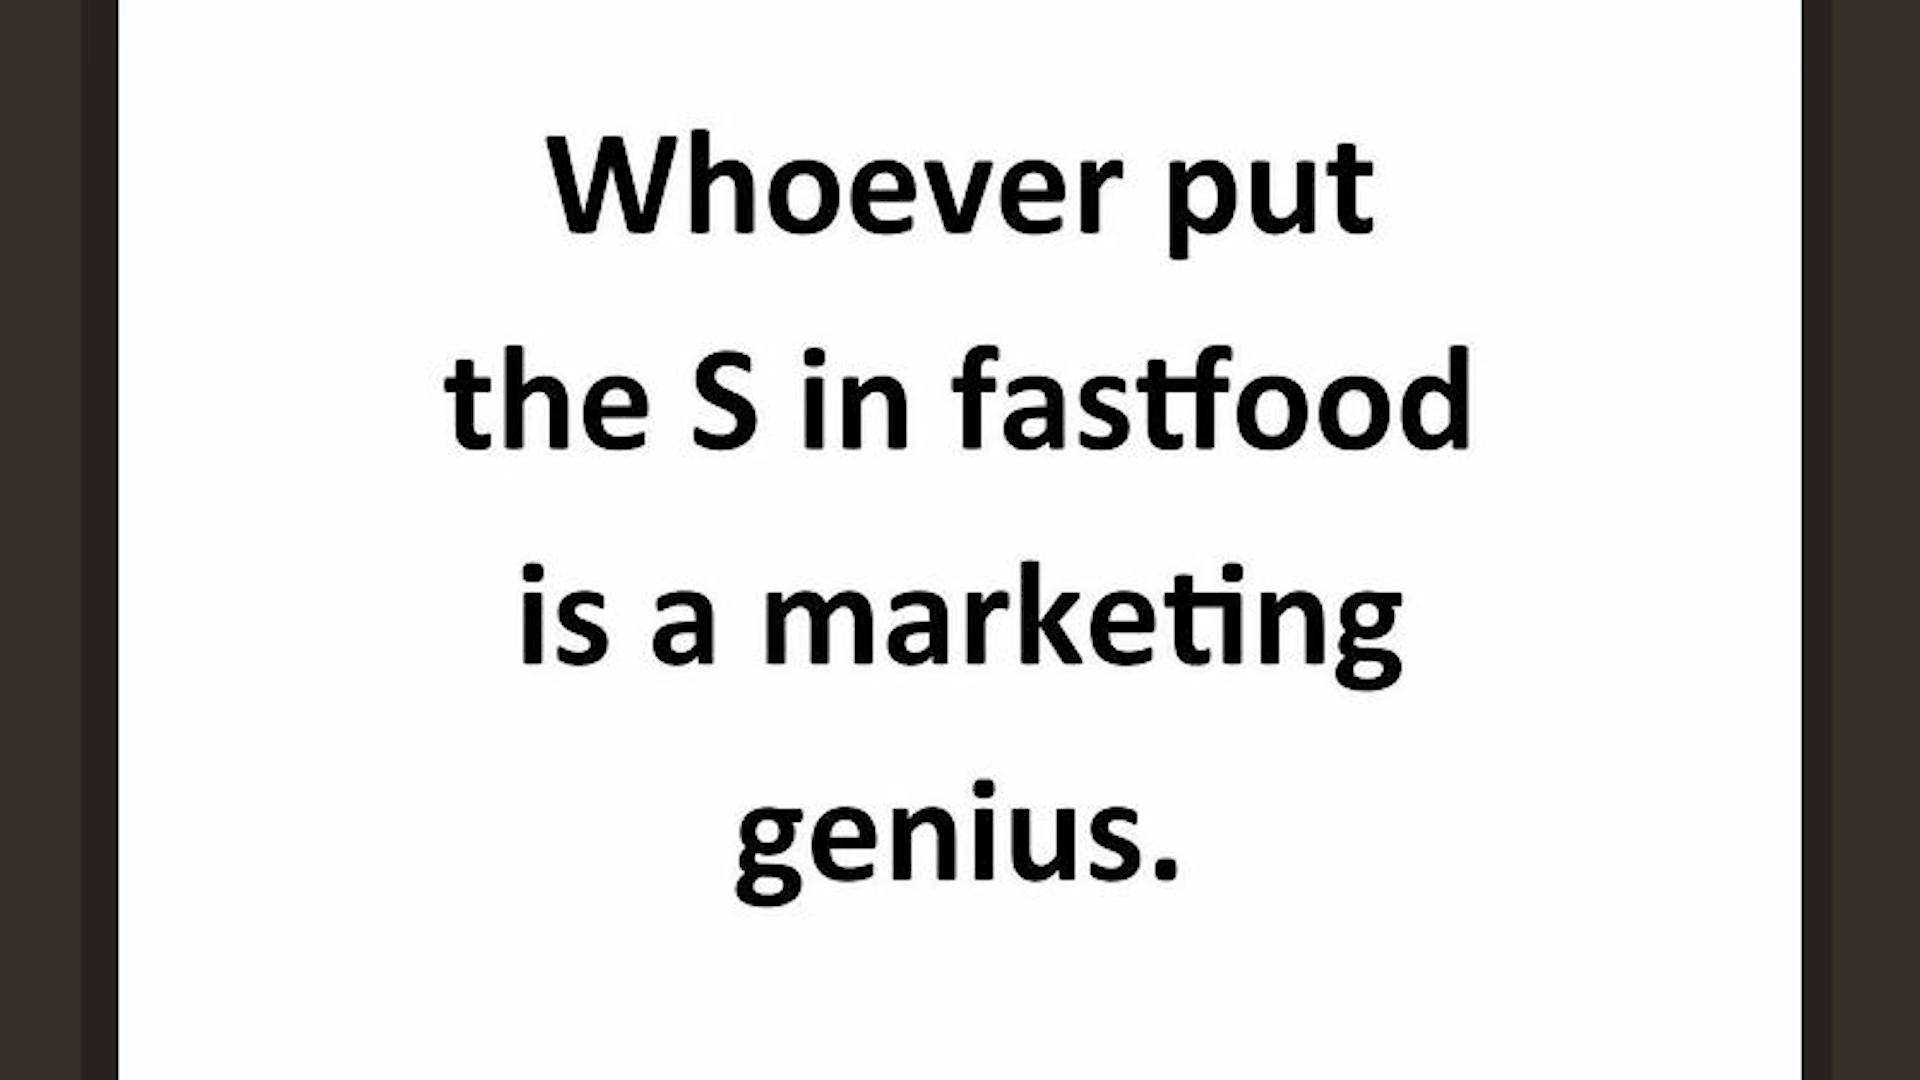 Whoever put
the S in fastfood
is a marketing
genius.